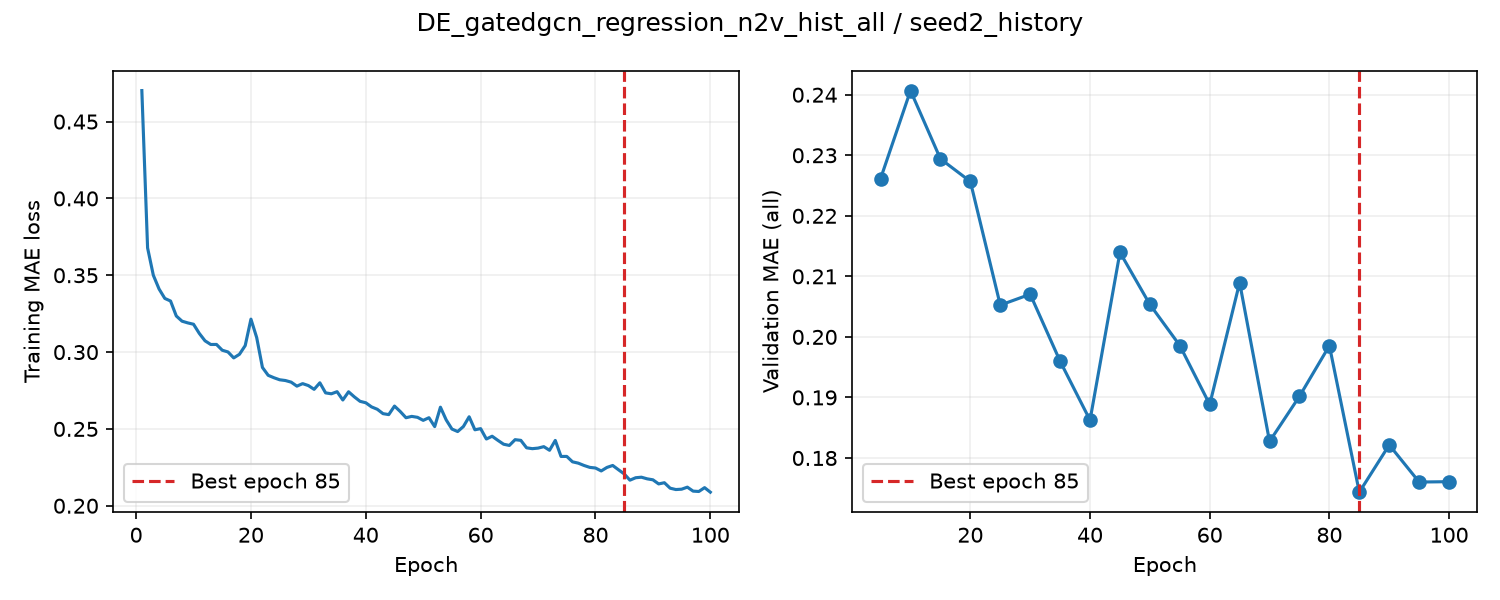 DE_gatedgcn_regression_n2v_hist_all / seed2_history
Training MAE loss
0.45
0.40
0.35
0.30
0.25
0.20
Best epoch 85
0 20 40 60 80 100
Epoch
Validation MAE (all)
0.24
0.23
0.22
0.21
0.20
0.19
0.18
Best epoch 85
20 40 60 80 100
Epoch